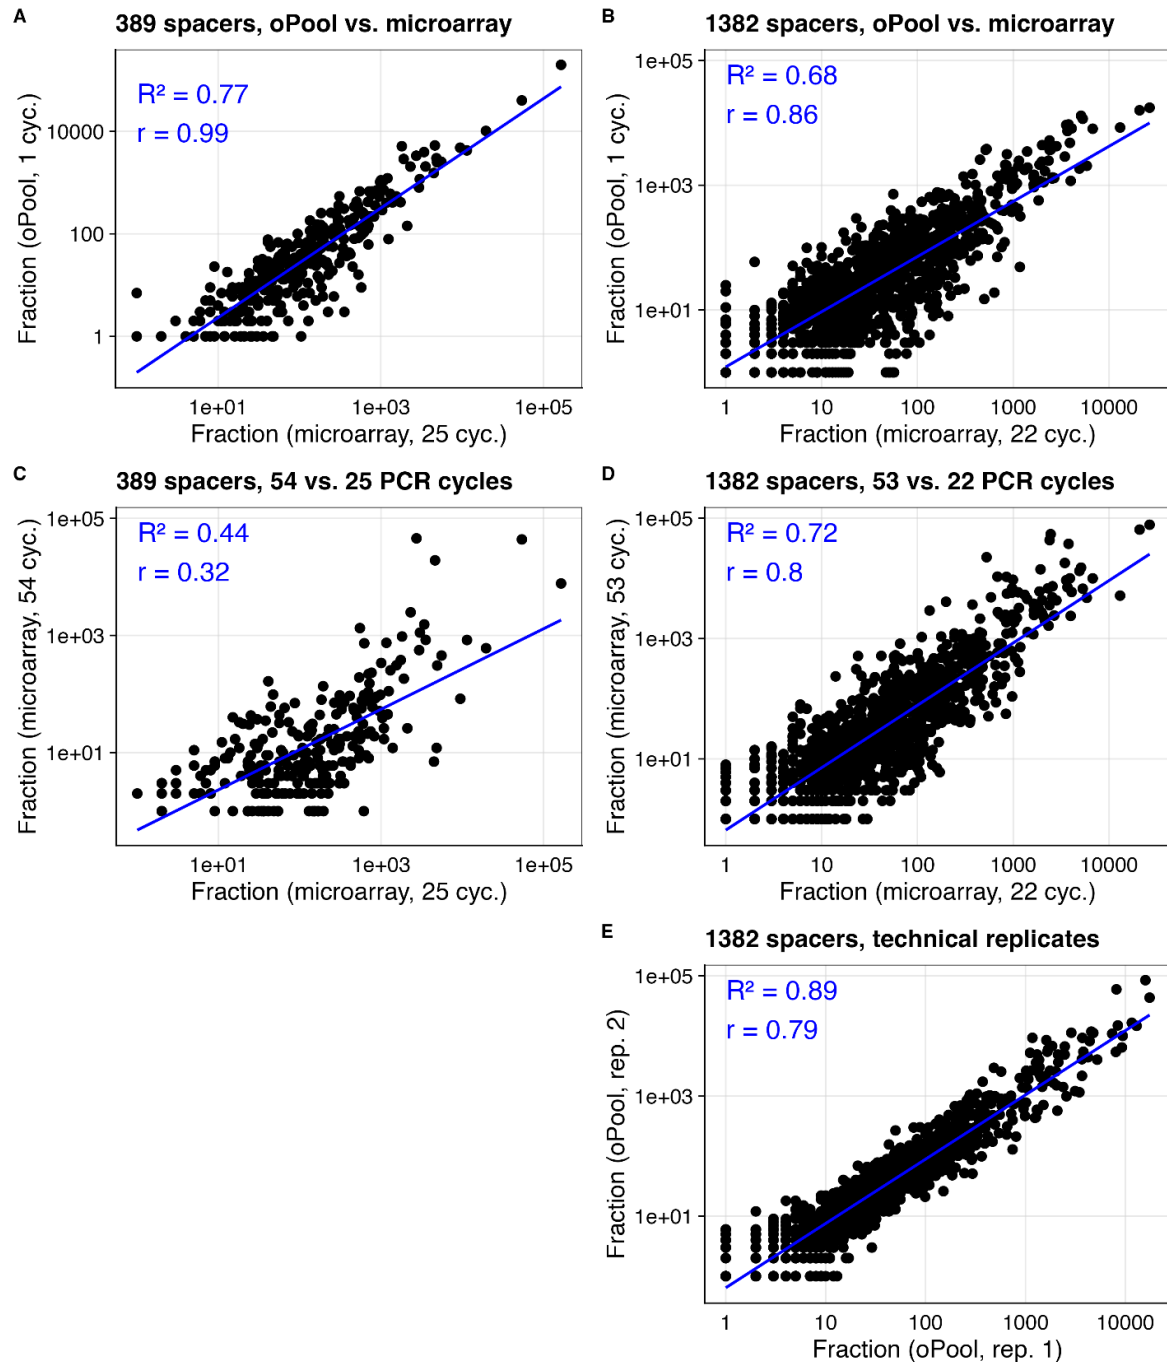 A
389 spacers, oPool vs. microarray
R² = 0.77
r = 0.99
Fraction (oPool, 1 cyc.)
10000
100
1
1e+01 1e+03 1e+05
Fraction (microarray, 25 cyc.)
B
1382 spacers, oPool vs. microarray
R² = 0.68
r = 0.86
Fraction (oPool, 1 cyc.)
1e+05
1e+03
1e+01
1 10 100 1000 10000
Fraction (microarray, 22 cyc.)
C
389 spacers, 54 vs. 25 PCR cycles
R² = 0.44
r = 0.32
Fraction (microarray, 54 cyc.)
1e+05
1e+03
1e+01
1e+01 1e+03 1e+05
Fraction (microarray, 25 cyc.)
D
1382 spacers, 53 vs. 22 PCR cycles
R² = 0.72
r = 0.8
Fraction (microarray, 53 cyc.)
1e+05
1e+03
1e+01
1 10 100 1000 10000
Fraction (microarray, 22 cyc.)
E
1382 spacers, technical replicates
R² = 0.89
r = 0.79
Fraction (oPool, rep. 2)
1e+05
1e+03
1e+01
1 10 100 1000 10000
Fraction (oPool, rep. 1)